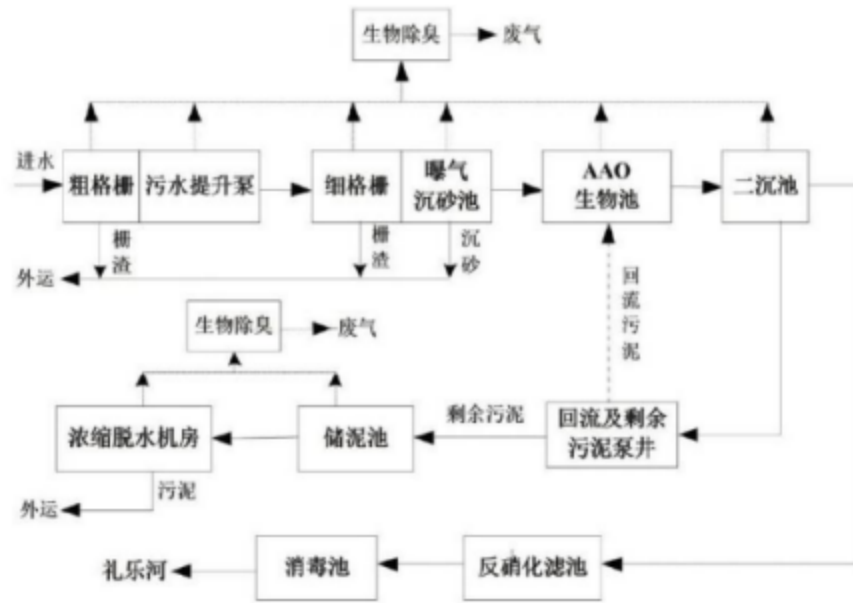 生物除臭
废气
进水
粗格栅
污水提升泵
细格栅
曝气
沉砂池
AAO
生物池
二沉池
栅渣
栅渣
沉砂
外运
回流污泥
生物除臭
废气
浓缩脱水机房
储泥池
剩余污泥
回流及剩余
污泥泵井
污泥
外运
礼乐河
消毒池
反硝化滤池